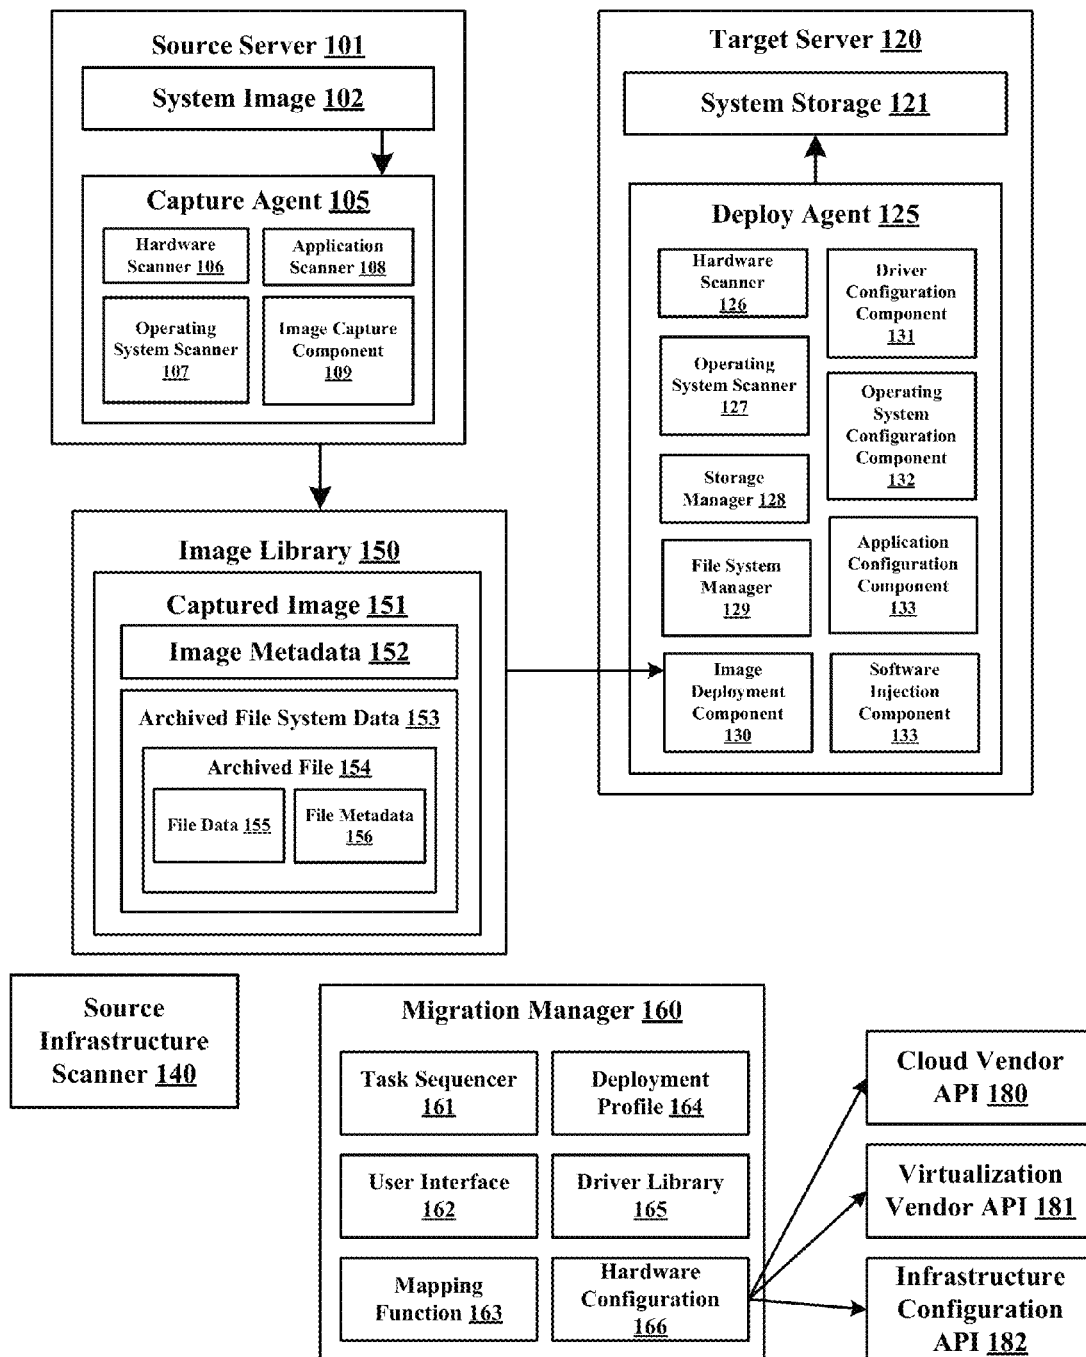 Source Server 101
System Image 102
Capture Agent 105
Hardware
Scanner 106
Application
Scanner 108
Operating
System Scanner
107
Image Capture
Component
109
Image Library 150
Captured Image 151
Image Metadata 152
Archived File System Data 153
Archived File 154
File Data 155
File Metadata
156
Target Server 120
System Storage 121
Deploy Agent 125
Hardware
Scanner
126
Driver
Configuration
Component
131
Operating
System Scanner
127
Operating
System
Configuration
Component
132
Storage
Manager 128
File System
Manager
129
Application
Configuration
Component
133
Image
Deployment
Component
130
Software
Injection
Component
133
Source
Infrastructure
Scanner 140
Migration Manager 160
Task Sequencer
161
Deployment
Profile 164
User Interface
162
Driver Library
165
Mapping
Function 163
Hardware
Configuration
166
Cloud Vendor
API 180
Virtualization
Vendor API 181
Infrastructure
Configuration
API 182